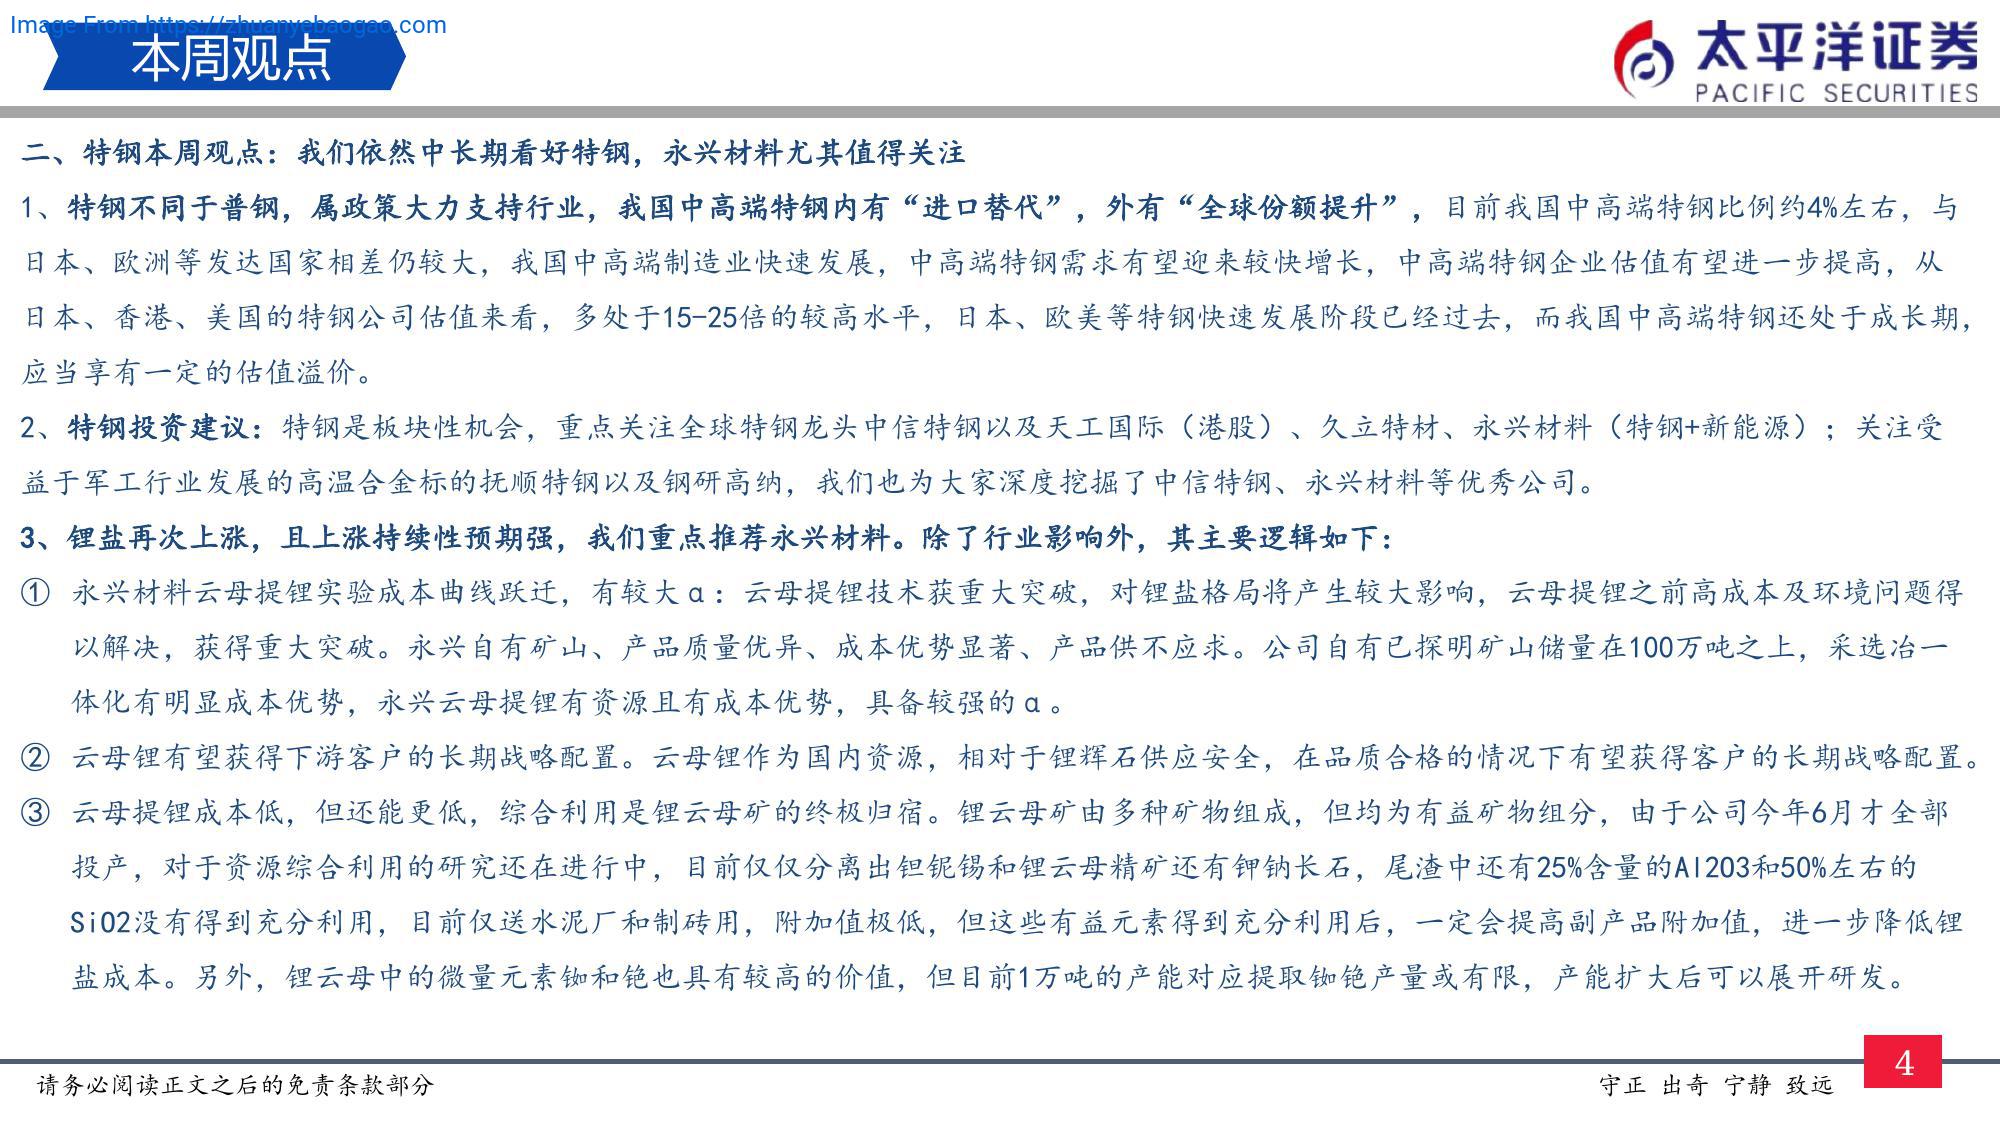 Image From https://zhuanyebaogao.com
本周观点
太平洋证券
PACIFIC SECURITIES
二、特钢本周观点：我们依然中长期看好特钢，永兴材料尤其值得关注
1、特钢不同于普钢，属政策大力支持行业，我国中高端特钢内有“进口替代”，外有“全球份额提升”，目前我国中高端特钢比例约4%左右，与
日本、欧洲等发达国家相差仍较大，我国中高端制造业快速发展，中高端特钢需求有望迎来较快增长，中高端特钢企业估值有望进一步提高，从
日本、香港、美国的特钢公司估值来看，多处于15-25倍的较高水平，日本、欧美等特钢快速发展阶段已经过去，而我国中高端特钢还处于成长期，
应当享有一定的估值溢价。
2、特钢投资建议：特钢是板块性机会，重点关注全球特钢龙头中信特钢以及天工国际（港股）、久立特材、永兴材料（特钢+新能源）；关注受
益于军工行业发展的高温合金标的抚顺特钢以及钢研高纳，我们也为大家深度挖掘了中信特钢、永兴材料等优秀公司。
3、锂盐再次上涨，且上涨持续性预期强，我们重点推荐永兴材料。除了行业影响外，其主要逻辑如下：
① 永兴材料云母提锂实验成本曲线跃迁，有较大α：云母提锂技术获重大突破，对锂盐格局将产生较大影响，云母提锂之前高成本及环境问题得
以解决，获得重大突破。永兴自有矿山、产品质量优异、成本优势显著、产品供不应求。公司自有已探明矿山储量在100万吨之上，采选冶一
体化有明显成本优势，永兴云母提锂有资源且有成本优势，具备较强的α。
② 云母锂有望获得下游客户的长期战略配置。云母锂作为国内资源，相对于锂辉石供应安全，在品质合格的情况下有望获得客户的长期战略配置。
③ 云母提锂成本低，但还能更低，综合利用是锂云母矿的终极归宿。锂云母矿由多种矿物组成，但均为有益矿物组分，由于公司今年6月才全部
投产，对于资源综合利用的研究还在进行中，目前仅仅分离出钽铌锡和锂云母精矿还有钾钠长石，尾渣中还有25%含量的Al2O3和50%左右的
SiO2没有得到充分利用，目前仅送水泥厂和制砖用，附加值极低，但这些有益元素得到充分利用后，一定会提高副产品附加值，进一步降低锂
盐成本。另外，锂云母中的微量元素铷和铯也具有较高的价值，但目前1万吨的产能对应提取铷铯产量或有限，产能扩大后可以展开研发。
请务必阅读正文之后的免责条款部分
守正 出奇 宁静 致远
4